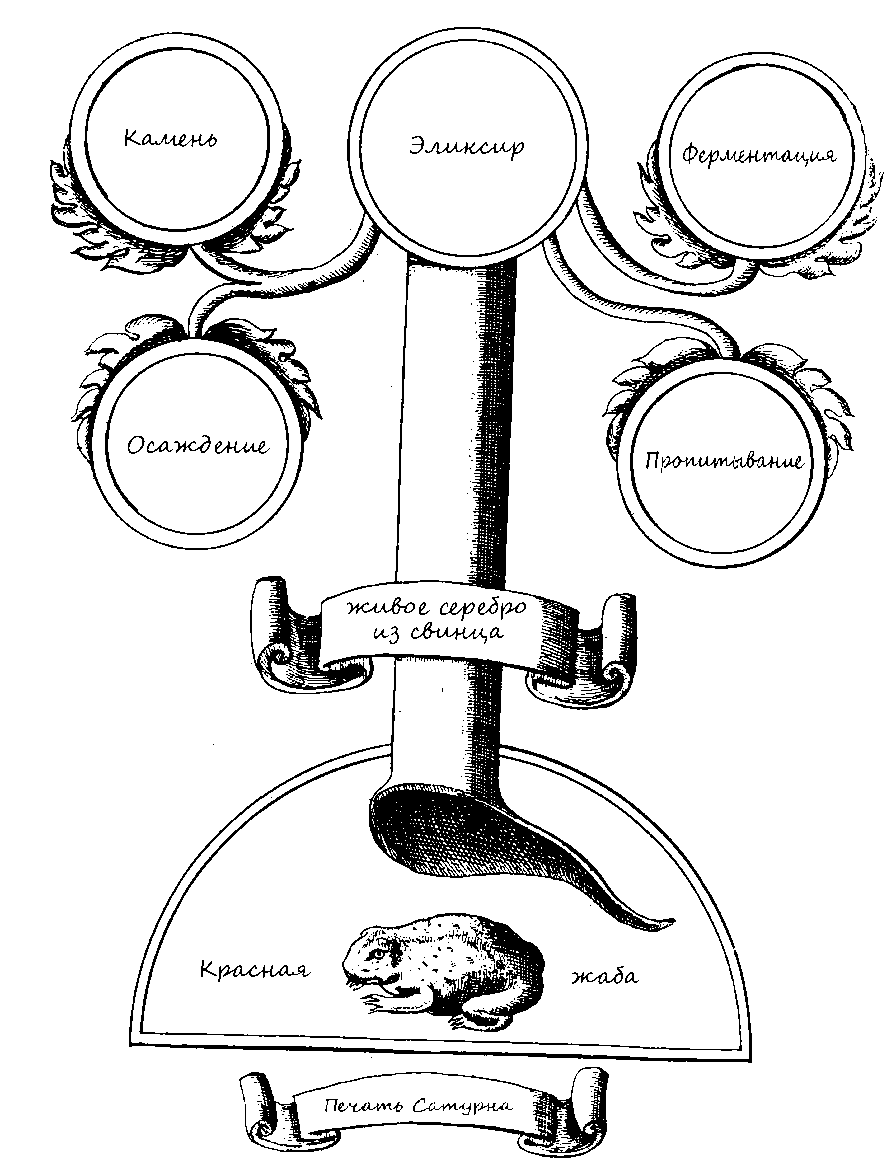 Камень
Эликсир
Ферментация
Осаждение
Пропитывание
живое серебро
из свинца
Красная жаба
Печать Сатурна